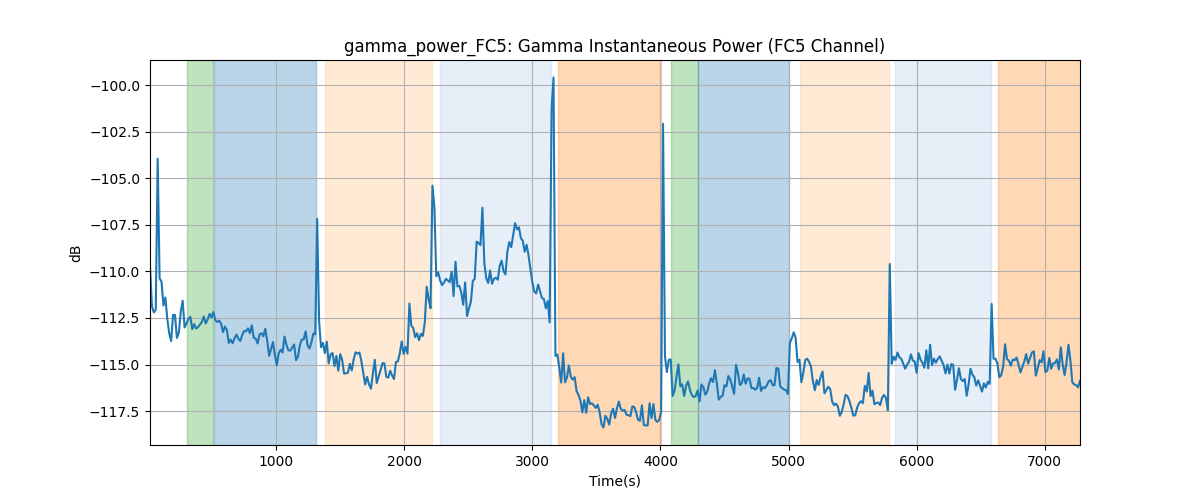 gamma_power_FC5: Gamma Instantaneous Power (FC5 Channel)
−100.0
−102.5
−105.0
−107.5
−110.0
−112.5
−115.0
−117.5
dB
1000 2000 3000 4000 5000 6000 7000
Time(s)